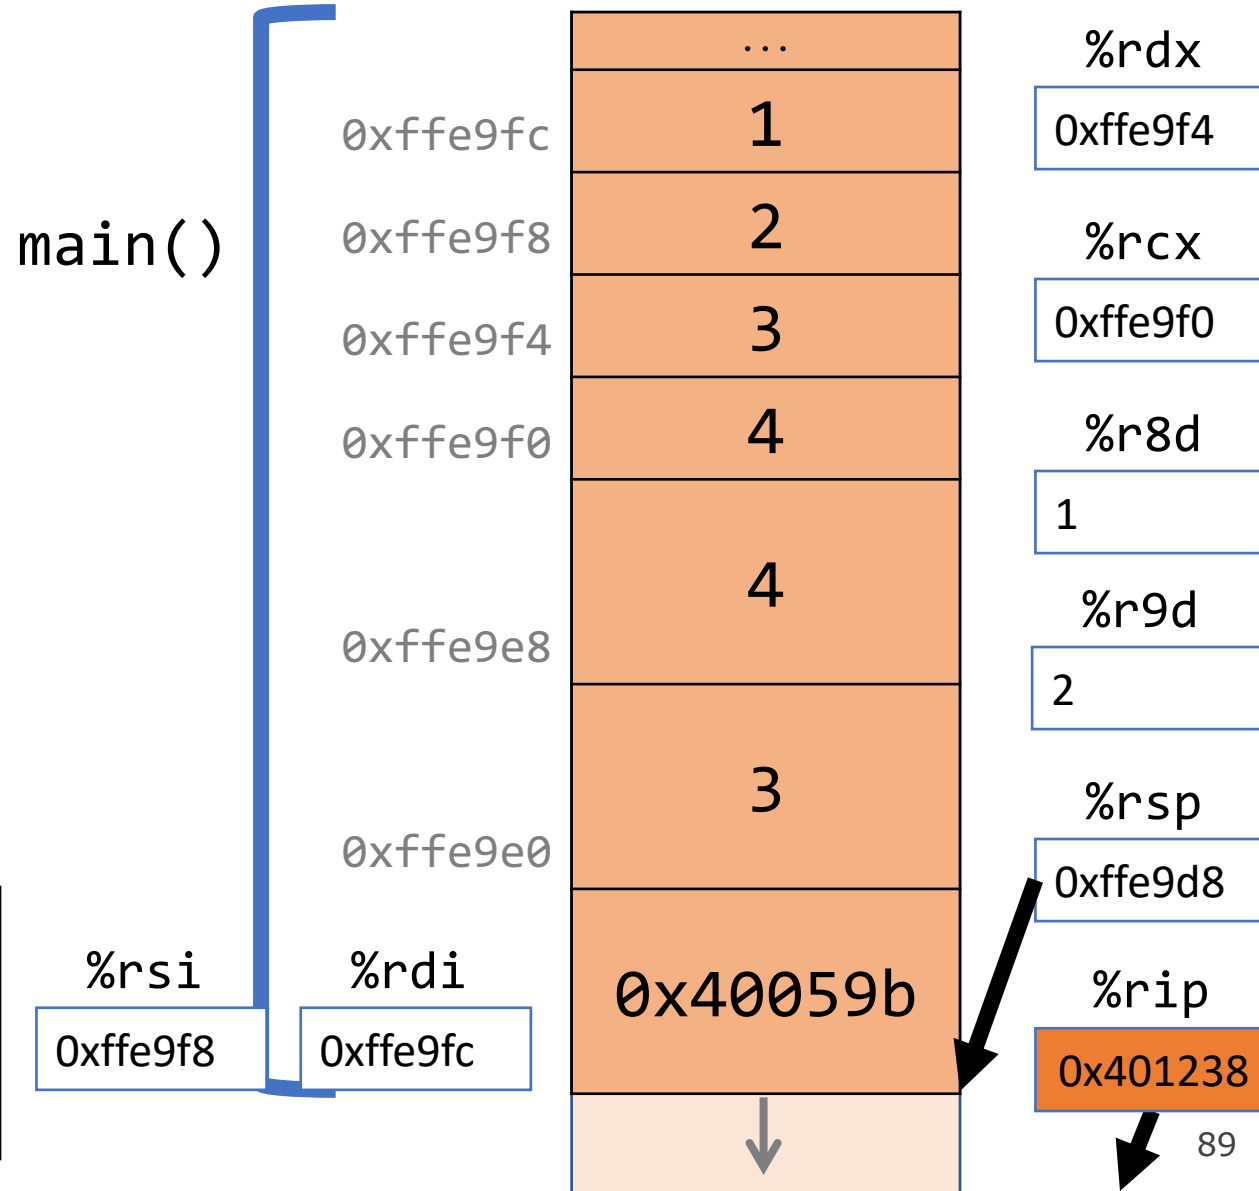 ...
%rdx
0xffe9fc
1
0xffe9f4
main()
0xffe9f8
2
%rcx
0xffe9f4
3
0xffe9f0
0xffe9f0
4
%r8d
1
4
%r9d
0xffe9e8
2
3
%rsp
0xffe9e0
0xffe9d8
%rsi
%rdi
0x40059b
%rip
0xffe9f8
0xffe9fc
0x401238
89